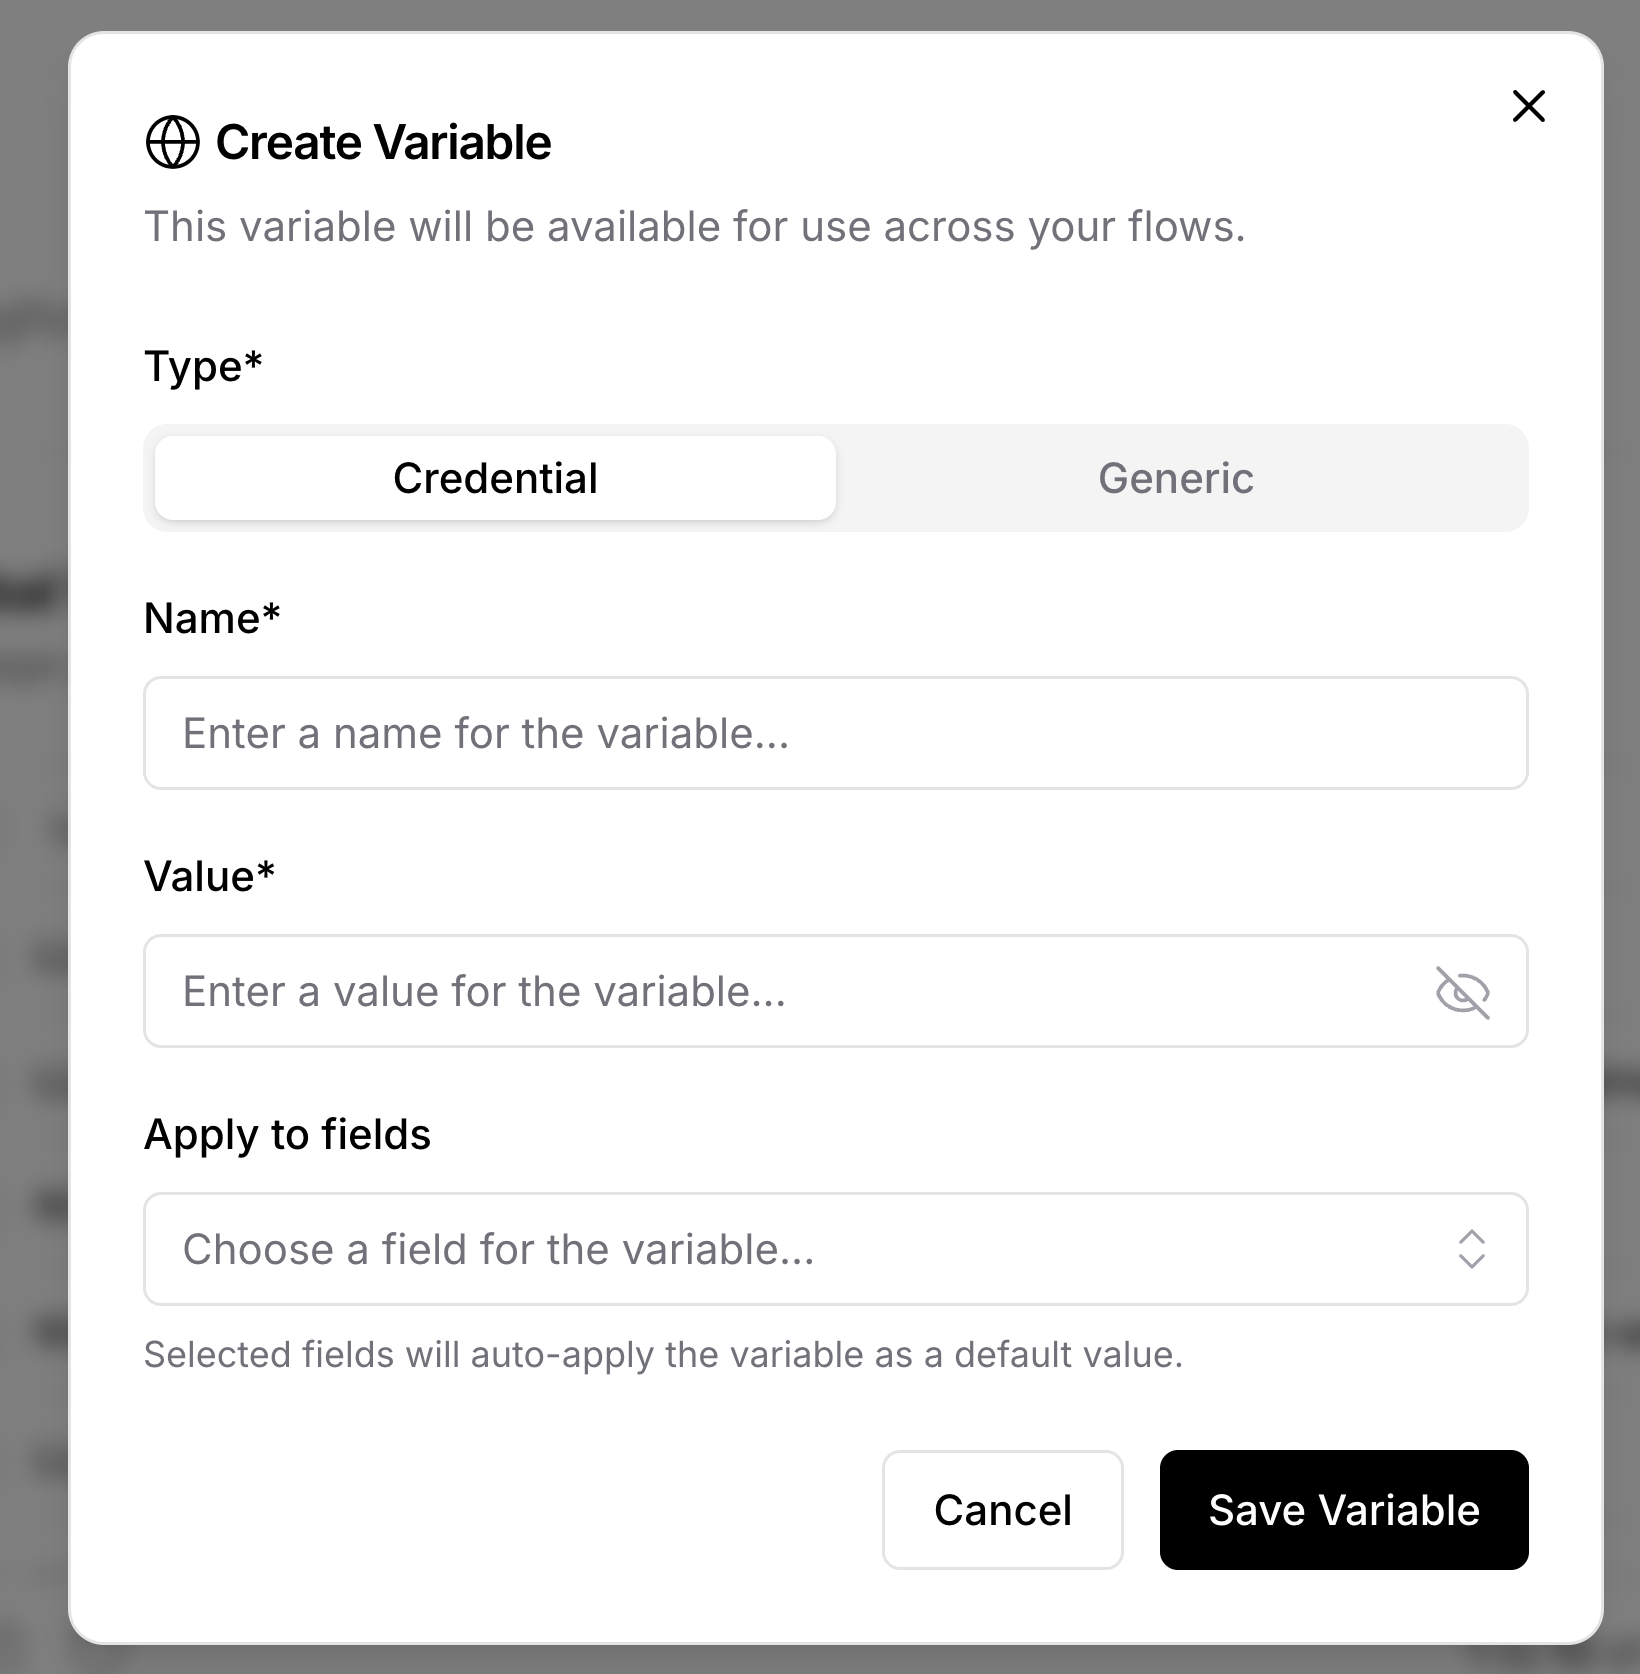 Create Variable
This variable will be available for use across your flows.
Type*
Credential
Generic
Name*
Enter a name for the variable...
Value*
Enter a value for the variable...
Apply to fields
Choose a field for the variable...
Selected fields will auto-apply the variable as a default value.
Cancel
Save Variable